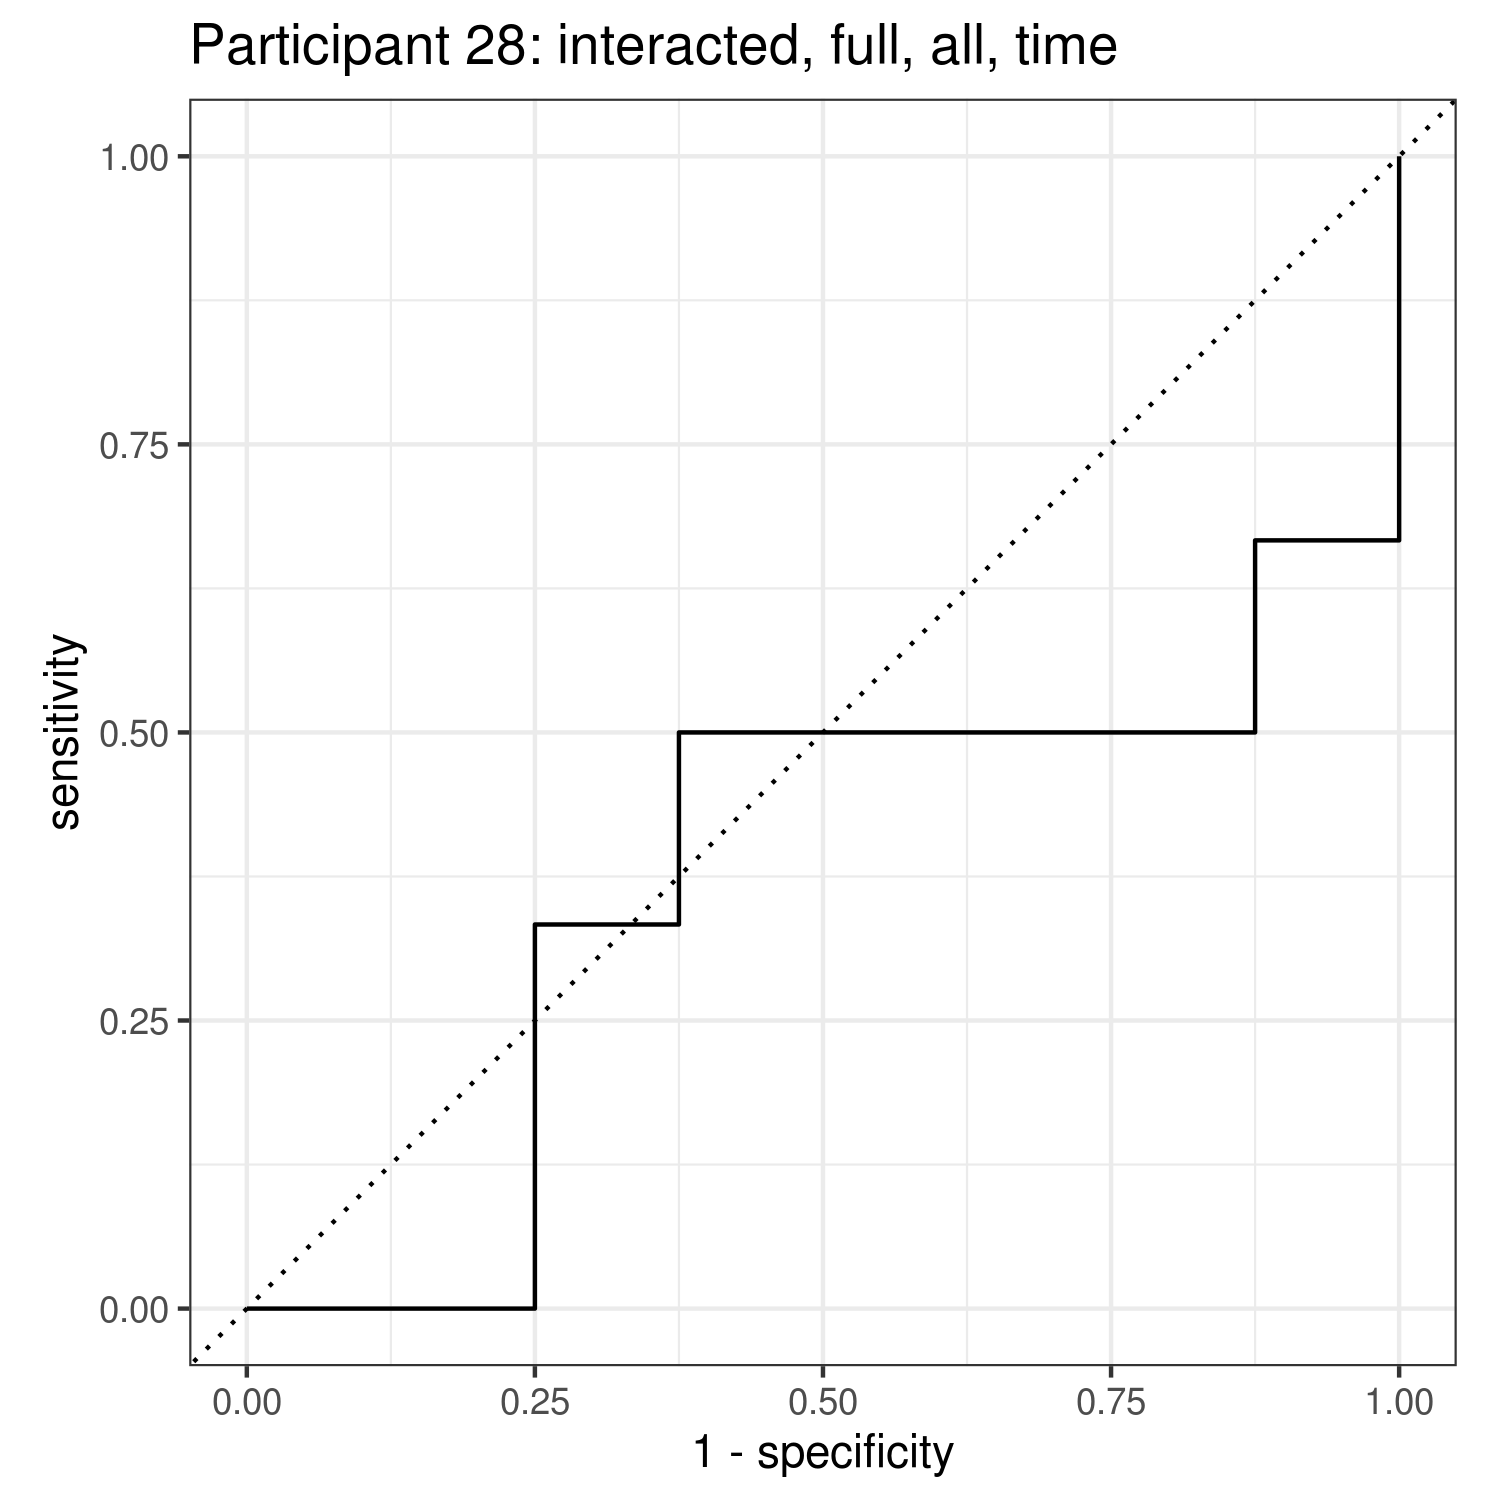 Participant 28: interacted, full, all, time
1.00
0.75
0.50
0.25
0.00
sensitivity
0.00 0.25 0.50 0.75 1.00
1 - specificity